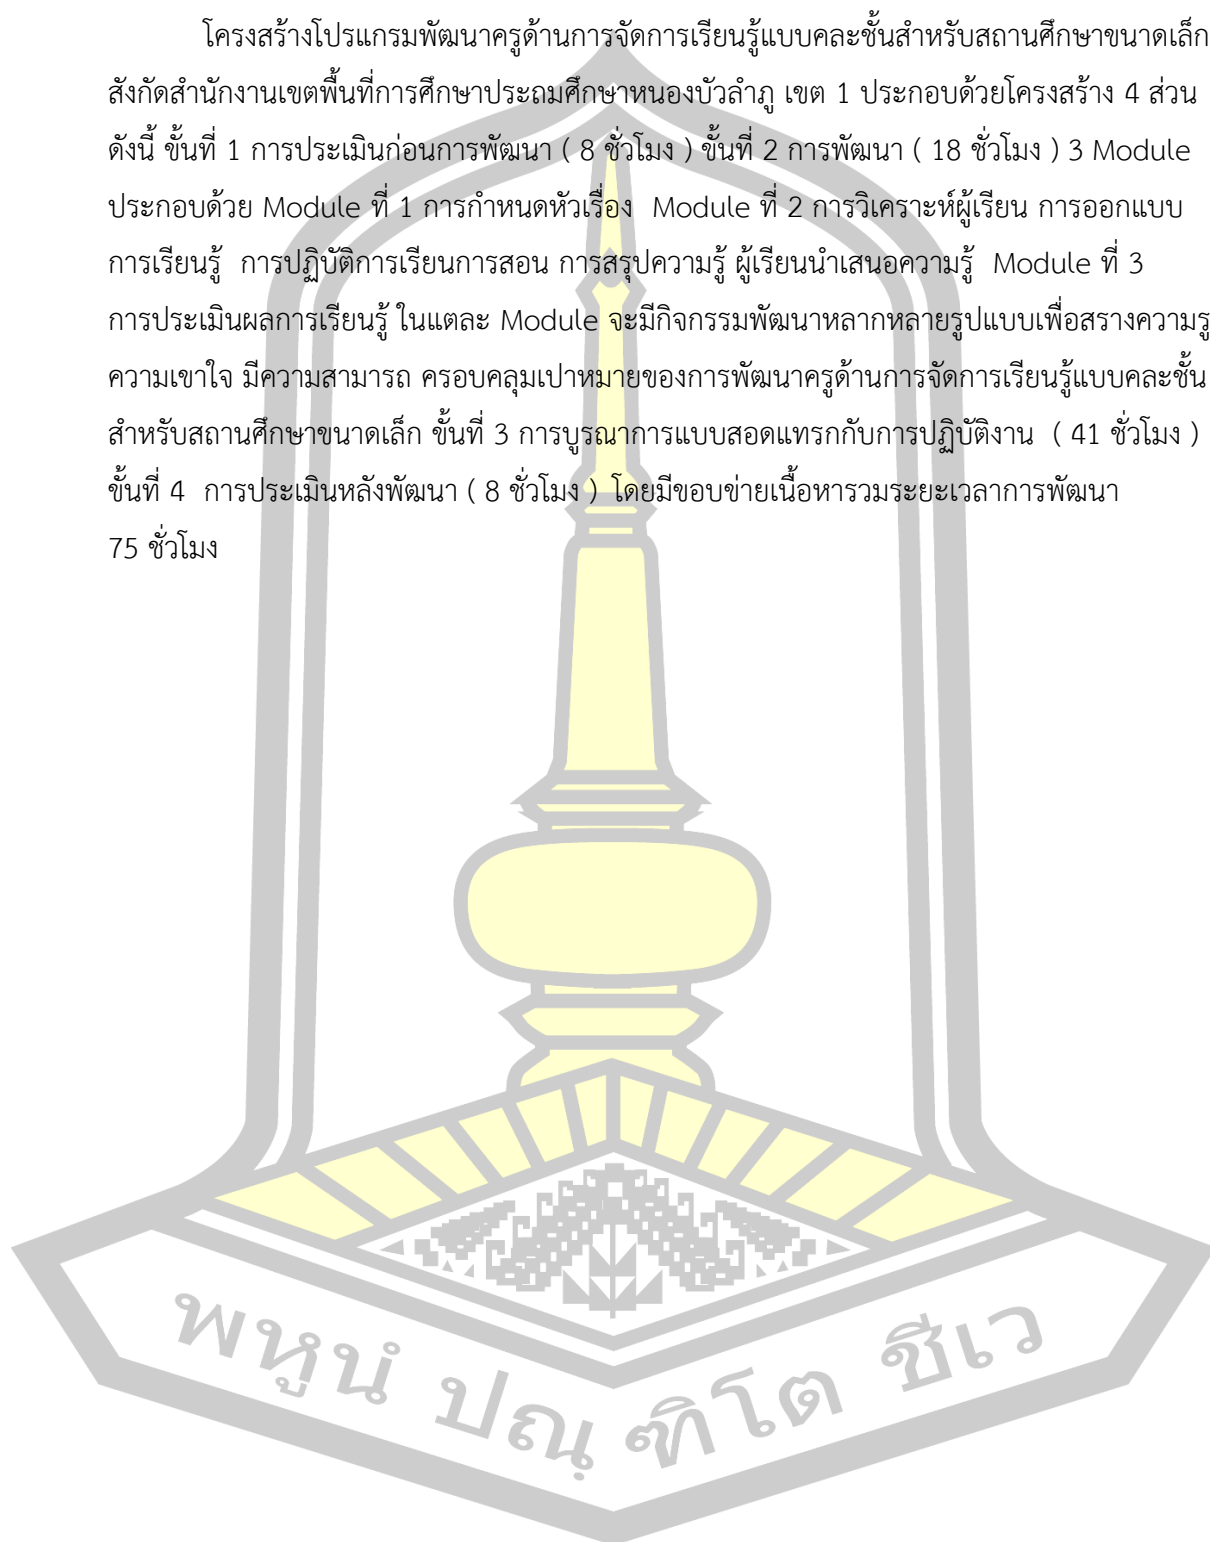 โครงสร้างโปรแกรมพัฒนาครูด้านการจัดการเรียนรู้แบบคละชั้นสำหรับสถานศึกษาขนาดเล็ก
สังกัดสำนักงานเขตพื้นที่การศึกษาประถมศึกษาหนองบัวลำภู เขต 1 ประกอบด้วยโครงสร้าง 4 ส่วน
ดังนี้ ขั้นที่ 1 การประเมินก่อนการพัฒนา ( 8 ชั่วโมง ) ขั้นที่ 2 การพัฒนา ( 18 ชั่วโมง ) 3 Module
ประกอบด้วย Module ที่ 1 การกำหนดหัวเรื่อง Module ที่ 2 การวิเคราะห์ผู้เรียน การออกแบบ
การเรียนรู้ การปฏิบัติการเรียนการสอน การสรุปความรู้ ผู้เรียนนำเสนอความรู้ Module ที่ 3
การประเมินผลการเรียนรู้ ในแตละ Module จะมีกิจกรรมพัฒนาหลากหลายรูปแบบเพื่อสรางความรู
ความเขาใจ มีความสามารถ ครอบคลุมเปาหมายของการพัฒนาครูด้านการจัดการเรียนรู้แบบคละชั้น
สำหรับสถานศึกษาขนาดเล็ก ขั้นที่ 3 การบูรณาการแบบสอดแทรกกับการปฏิบัติงาน ( 41 ชั่วโมง )
ขั้นที่ 4 การประเมินหลังพัฒนา ( 8 ชั่วโมง ) โดยมีขอบข่ายเนื้อหารวมระยะเวลาการพัฒนา
75 ชั่วโมง
พหูนํ ปณฺฑิโต ชีเว